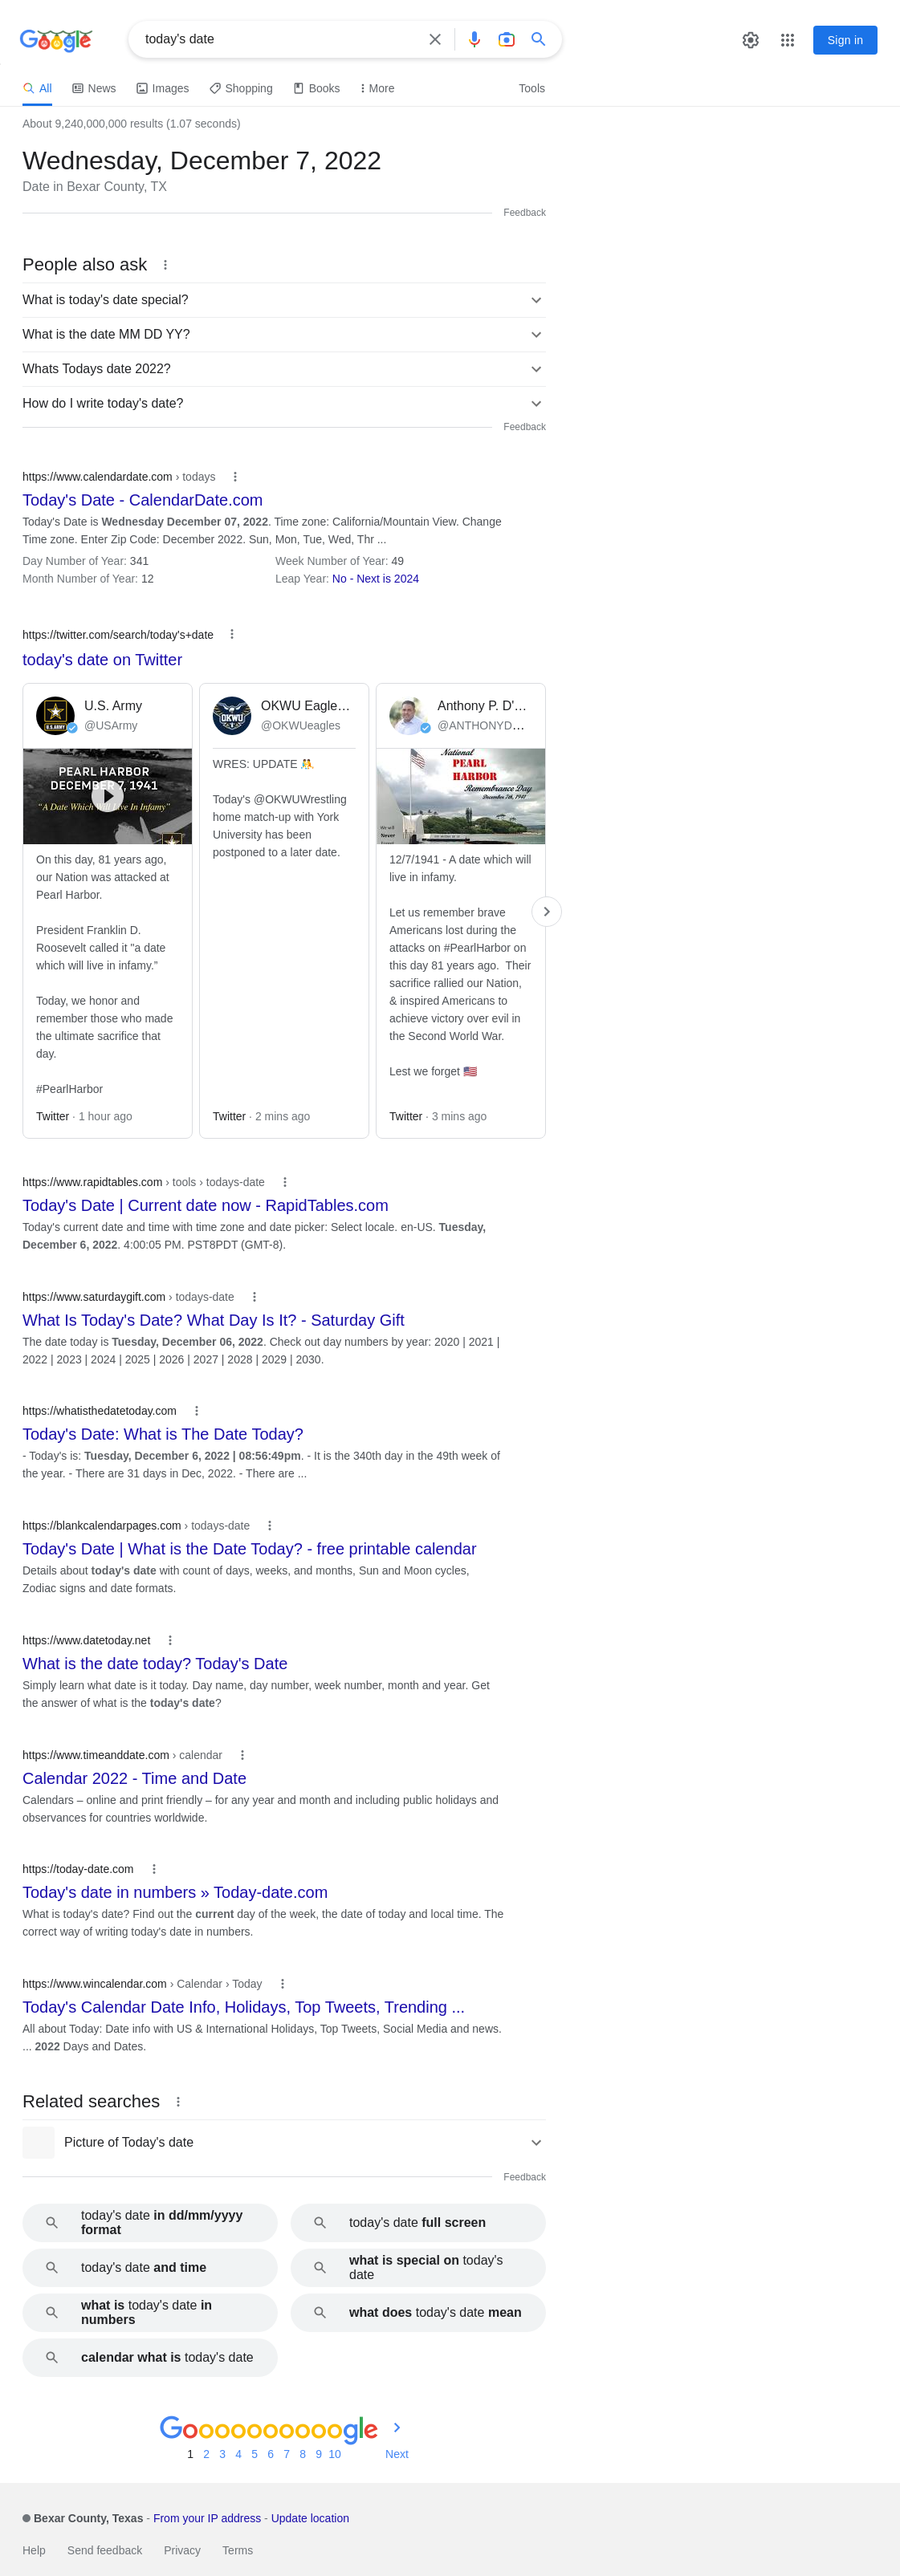 Google
today's date
Sign in
All
News
Images
Shopping
Books
More
Tools
About 9,240,000,000 results (1.07 seconds)
Wednesday, December 7, 2022
Date in Bexar County, TX
Feedback
People also ask
What is today's date special?
What is the date MM DD YY?
Whats Todays date 2022?
How do I write today's date?
Feedback
https://www.calendardate.com › todays
Today's Date - CalendarDate.com
Today's Date is Wednesday December 07, 2022. Time zone: California/Mountain View. Change
Time zone. Enter Zip Code: December 2022. Sun, Mon, Tue, Wed, Thr ...
Day Number of Year: 341
Week Number of Year: 49
Month Number of Year: 12
Leap Year: No - Next is 2024
https://twitter.com/search/today's+date
today's date on Twitter
U.S. Army
@USArmy
PEARL HARBOR
DECEMBER 7, 1941
"A Date Which Will Live In Infamy"
On this day, 81 years ago,
our Nation was attacked at
Pearl Harbor.
President Franklin D.
Roosevelt called it "a date
which will live in infamy."
Today, we honor and
remember those who made
the ultimate sacrifice that
day.
#PearlHarbor
Twitter · 1 hour ago
OKWU Eagle…
@OKWUeagles
WRES: UPDATE 🤼
Today's @OKWUWrestling
home match-up with York
University has been
postponed to a later date.
Twitter · 2 mins ago
Anthony P. D'…
@ANTHONYD…
National
PEARL
HARBOR
Remembrance Day
December 7th, 1941
We will
Never
12/7/1941 - A date which will
live in infamy.
Let us remember brave
Americans lost during the
attacks on #PearlHarbor on
this day 81 years ago.  Their
sacrifice rallied our Nation,
& inspired Americans to
achieve victory over evil in
the Second World War.
Lest we forget 🇺🇸
Twitter · 3 mins ago
https://www.rapidtables.com › tools › todays-date
Today's Date | Current date now - RapidTables.com
Today's current date and time with time zone and date picker: Select locale. en-US. Tuesday,
December 6, 2022. 4:00:05 PM. PST8PDT (GMT-8).
https://www.saturdaygift.com › todays-date
What Is Today's Date? What Day Is It? - Saturday Gift
The date today is Tuesday, December 06, 2022. Check out day numbers by year: 2020 | 2021 |
2022 | 2023 | 2024 | 2025 | 2026 | 2027 | 2028 | 2029 | 2030.
https://whatisthedatetoday.com
Today's Date: What is The Date Today?
- Today's is: Tuesday, December 6, 2022 | 08:56:49pm. - It is the 340th day in the 49th week of
the year. - There are 31 days in Dec, 2022. - There are ...
https://blankcalendarpages.com › todays-date
Today's Date | What is the Date Today? - free printable calendar
Details about today's date with count of days, weeks, and months, Sun and Moon cycles,
Zodiac signs and date formats.
https://www.datetoday.net
What is the date today? Today's Date
Simply learn what date is it today. Day name, day number, week number, month and year. Get
the answer of what is the today's date?
https://www.timeanddate.com › calendar
Calendar 2022 - Time and Date
Calendars – online and print friendly – for any year and month and including public holidays and
observances for countries worldwide.
https://today-date.com
Today's date in numbers » Today-date.com
What is today's date? Find out the current day of the week, the date of today and local time. The
correct way of writing today's date in numbers.
https://www.wincalendar.com › Calendar › Today
Today's Calendar Date Info, Holidays, Top Tweets, Trending ...
All about Today: Date info with US & International Holidays, Top Tweets, Social Media and news.
... 2022 Days and Dates.
Related searches
Picture of Today's date
Feedback
today's date in dd/mm/yyyy
format
today's date full screen
today's date and time
what is special on today's
date
what is today's date in
numbers
what does today's date mean
calendar what is today's date
Goooooooooogle
1 2 3 4 5 6 7 8 9 10 Next
Bexar County, Texas - From your IP address - Update location
Help Send feedback Privacy Terms